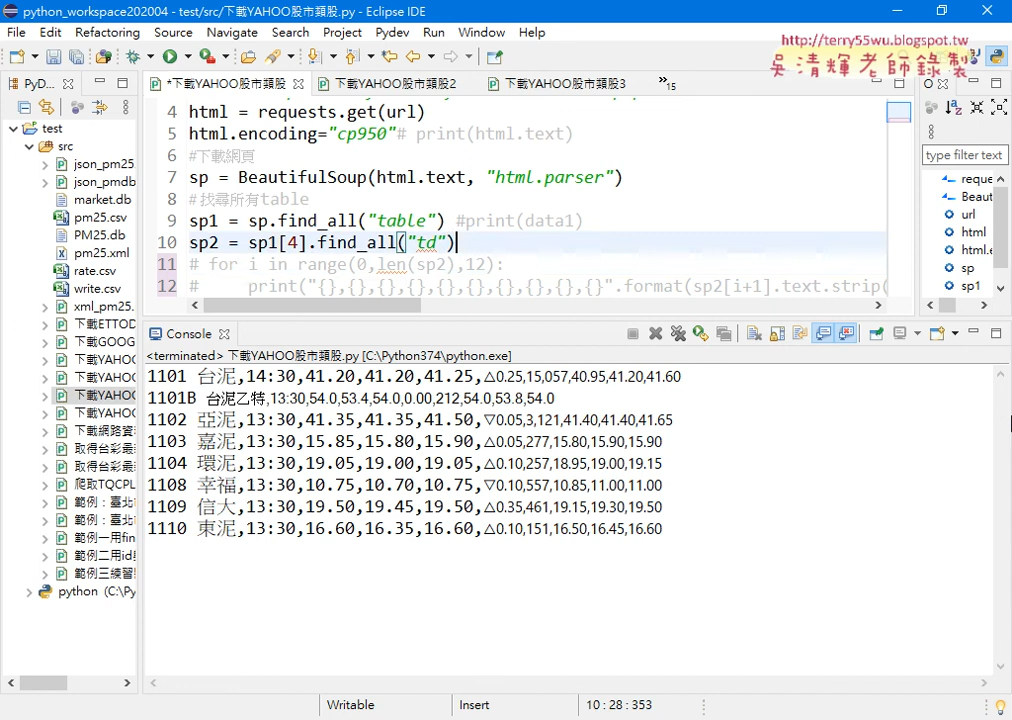 python_workspace202004 - test/src/下載YAHOO股市類股.py - Eclipse IDE
File Edit Refactoring Source Navigate Search Project Pydev Run Window Help
http://terry55wu.blogspot.tw
吳清輝老師錄製
PyD...
*下載YAHOO股市類股
下載YAHOO股市類股2
下載YAHOO股市類股3
»15
test
src
json_pm25
json_pmdb
market.db
pm25.csv
PM25.db
pm25.xml
rate.csv
write.csv
xml_pm25.
下載ETTOD
下載GOOG
下載YAHOO
下載YAHOO
下載YAHOO
下載YAHOO
下載網路資
取得台彩最
取得台彩最
爬取TQCPL
範例：臺北
範例：臺北
範例一用fin
範例二用id
範例三練習
python (C:\Py
4 html = requests.get(url)
5 html.encoding="cp950"# print(html.text)
6 #下載網頁
7 sp = BeautifulSoup(html.text, "html.parser")
8 #找尋所有table
9 sp1 = sp.find_all("table") #print(data1)
10 sp2 = sp1[4].find_all("td")
11 # for i in range(0,len(sp2),12):
12 #     print("{},{},{},{},{},{},{},{},{},{}".format(sp2[i+1].text.strip(
type filter text
reque
Beaut
url
html
html.e
sp
sp1
Console
<terminated> 下載YAHOO股市類股.py [C:\Python374\python.exe]
1101 台泥,14:30,41.20,41.20,41.25,△0.25,15,057,40.95,41.20,41.60
1101B 台泥乙特,13:30,54.0,53.4,54.0,0.00,212,54.0,53.8,54.0
1102 亞泥,13:30,41.35,41.35,41.50,▽0.05,3,121,41.40,41.40,41.65
1103 嘉泥,13:30,15.85,15.80,15.90,△0.05,277,15.80,15.90,15.90
1104 環泥,13:30,19.05,19.00,19.05,△0.10,257,18.95,19.00,19.15
1108 幸福,13:30,10.75,10.70,10.75,▽0.10,557,10.85,11.00,11.00
1109 信大,13:30,19.50,19.45,19.50,△0.35,461,19.15,19.30,19.50
1110 東泥,13:30,16.60,16.35,16.60,△0.10,151,16.50,16.45,16.60
Writable
Insert
10 : 28 : 353